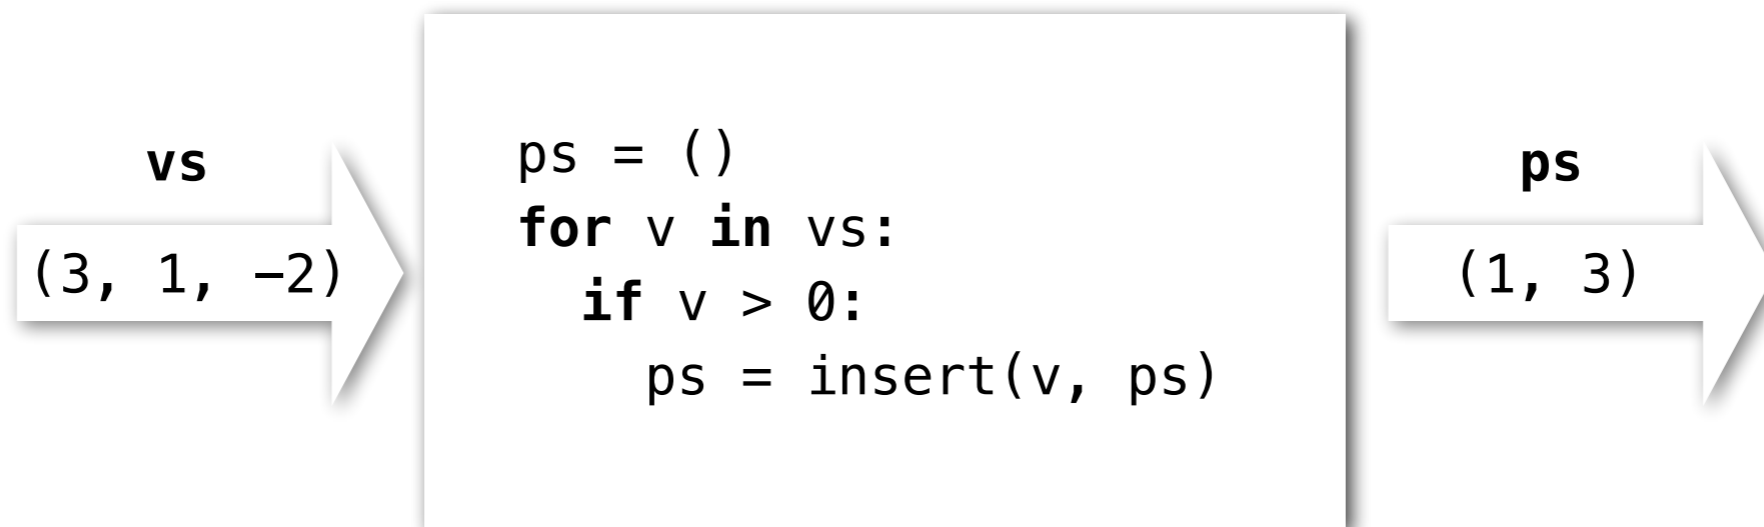 vs
(3, 1, −2)
ps = ()
for v in vs:
  if v > 0:
    ps = insert(v, ps)
ps
(1, 3)